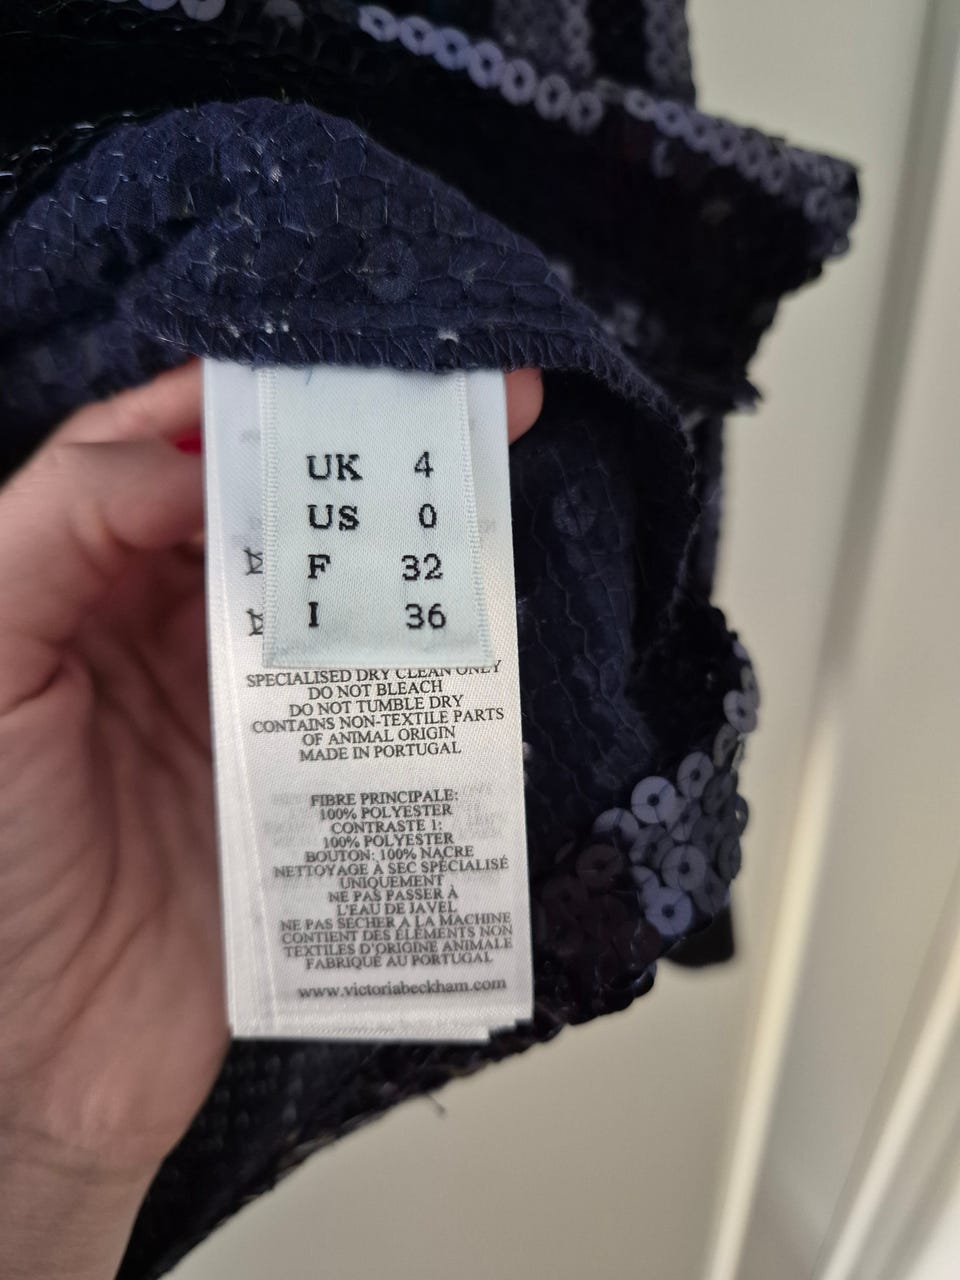 UK 4
US 0
F 32
I 36
SPECIALISED DRY CLEAN ONLY
DO NOT BLEACH
DO NOT TUMBLE DRY
CONTAINS NON-TEXTILE PARTS
OF ANIMAL ORIGIN
MADE IN PORTUGAL
FIBRE PRINCIPALE:
100% POLYESTER
CONTRASTE 1:
100% POLYESTER
BOUTON: 100% NACRE
NETTOYAGE À SEC SPÉCIALISÉ
UNIQUEMENT
NE PAS PASSER À
L'EAU DE JAVEL
NE PAS SÉCHER A LA MACHINE
CONTIENT DES ÉLÉMENTS NON
TEXTILES D'ORIGINE ANIMALE
FABRIQUÉ AU PORTUGAL
www.victoriabeckham.com